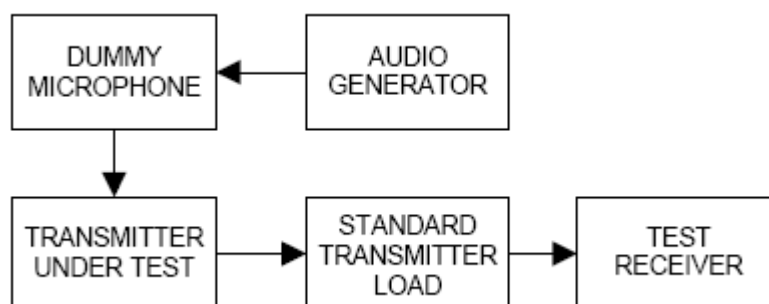 DUMMY
MICROPHONE
AUDIO
GENERATOR
TRANSMITTER
UNDER TEST
STANDARD
TRANSMITTER
LOAD
TEST
RECEIVER